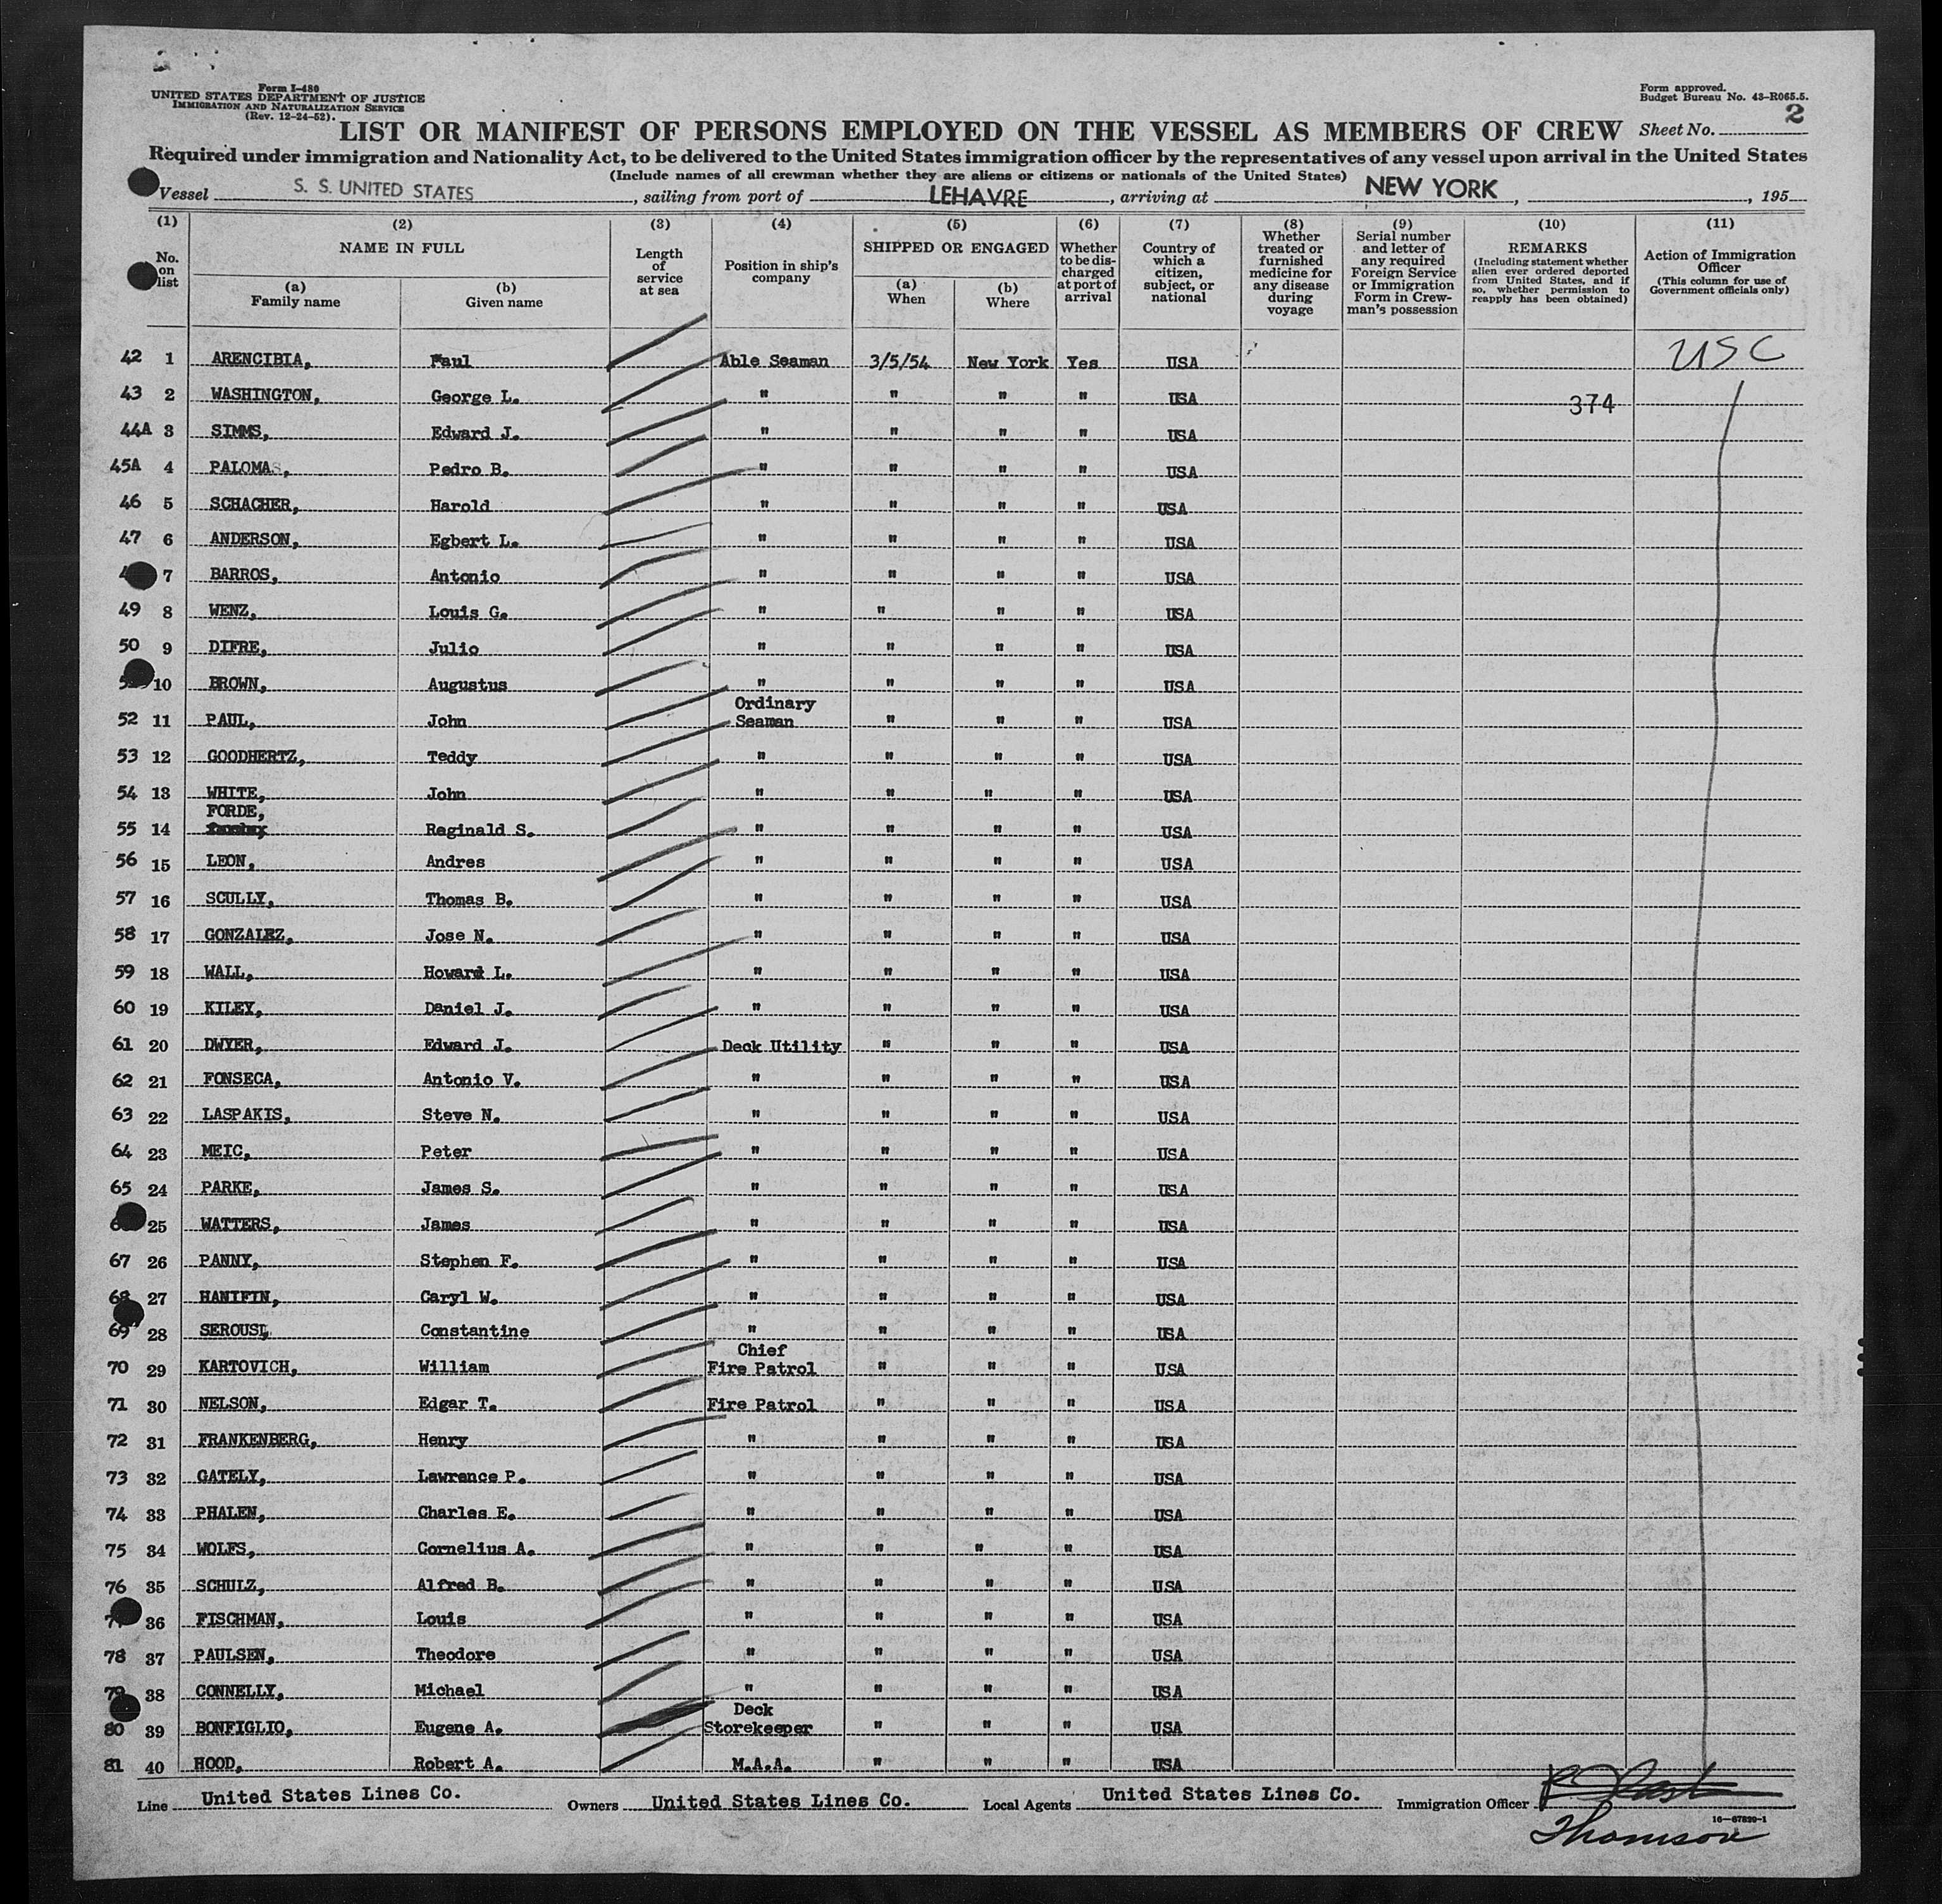 Form I-480
UNITED STATES DEPARTMENT OF JUSTICE
IMMIGRATION AND NATURALIZATION SERVICE
(Rev. 12-24-52)
Form approved.
Budget Bureau No. 43-R065.5.
LIST OR MANIFEST OF PERSONS EMPLOYED ON THE VESSEL AS MEMBERS OF CREW Sheet No. 2
Required under immigration and Nationality Act, to be delivered to the United States immigration officer by the representatives of any vessel upon arrival in the United States
(Include names of all crewman whether they are aliens or citizens or nationals of the United States)
Vessel S. S. UNITED STATES, sailing from port of LEHAVRE, arriving at NEW YORK, , 195
(1) No. on list
(2) NAME IN FULL (a) Family name (b) Given name
(3) Length of service at sea
(4) Position in ship's company
(5) SHIPPED OR ENGAGED (a) When (b) Where
(6) Whether to be discharged at port of arrival
(7) Country of which a citizen, subject, or national
(8) Whether treated or furnished medicine for any disease during voyage
(9) Serial number and letter of any required Foreign Service or Immigration Form in Crewman's possession
(10) REMARKS (Including statement whether alien ever ordered deported from United States, and if so, whether permission to reapply has been obtained)
(11) Action of Immigration Officer (This column for use of Government officials only)
42 1 ARENCIBIA, Paul Able Seaman 3/5/54 New York Yes USA USC
43 2 WASHINGTON, George L. " " " " USA 374
44A 3 SIMMS, Edward J. " " " " USA
45A 4 PALOMAS, Pedro B. " " " " USA
46 5 SCHACHER, Harold " " " " USA
47 6 ANDERSON, Egbert L. " " " " USA
7 BARROS, Antonio " " " " USA
49 8 WENZ, Louis G. " " " " USA
50 9 DIFRE, Julio " " " " USA
10 BROWN, Augustus " " " " USA
52 11 PAUL, John Ordinary Seaman " " " USA
53 12 GOODHERTZ, Teddy " " " " USA
54 13 WHITE, John " " " " USA
55 14 FORDE, Reginald S. " " " " USA
56 15 LEON, Andres " " " " USA
57 16 SCULLY, Thomas B. " " " " USA
58 17 GONZALEZ, Jose N. " " " " USA
59 18 WALL, Howard L. " " " " USA
60 19 KILEY, Daniel J. " " " " USA
61 20 DWYER, Edward J. Deck Utility " " " USA
62 21 FONSECA, Antonio V. " " " " USA
63 22 LASPAKIS, Steve N. " " " " USA
64 23 MEIC, Peter " " " " USA
65 24 PARKE, James S. " " " " USA
25 WATTERS, James " " " " USA
67 26 PANNY, Stephen F. " " " " USA
68 27 HANIFIN, Caryl W. " " " " USA
69 28 SEROUSI, Constantine " " " " USA
70 29 KARTOVICH, William Chief Fire Patrol " " " USA
71 30 NELSON, Edgar T. Fire Patrol " " " USA
72 31 FRANKENBERG, Henry " " " " USA
73 32 GATELY, Lawrence P. " " " " USA
74 33 PHALEN, Charles E. " " " " USA
75 34 WOLFS, Cornelius A. " " " " USA
76 35 SCHULZ, Alfred B. " " " " USA
36 FISCHMAN, Louis " " " " USA
78 37 PAULSEN, Theodore " " " " USA
79 38 CONNELLY, Michael " " " " USA
80 39 BONFIGLIO, Eugene A. Deck Storekeeper " " " USA
81 40 HOOD, Robert A. M.A.A. " " " USA
Line United States Lines Co. Owners United States Lines Co. Local Agents United States Lines Co. Immigration Officer
16-67829-1
Thomson